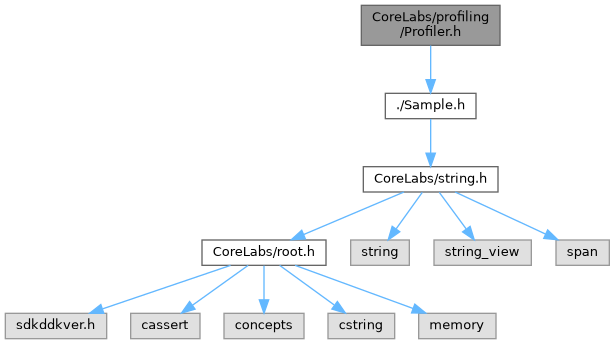 CoreLabs/profiling
/Profiler.h
./Sample.h
CoreLabs/string.h
CoreLabs/root.h
string
string_view
span
sdkddkver.h
cassert
concepts
cstring
memory